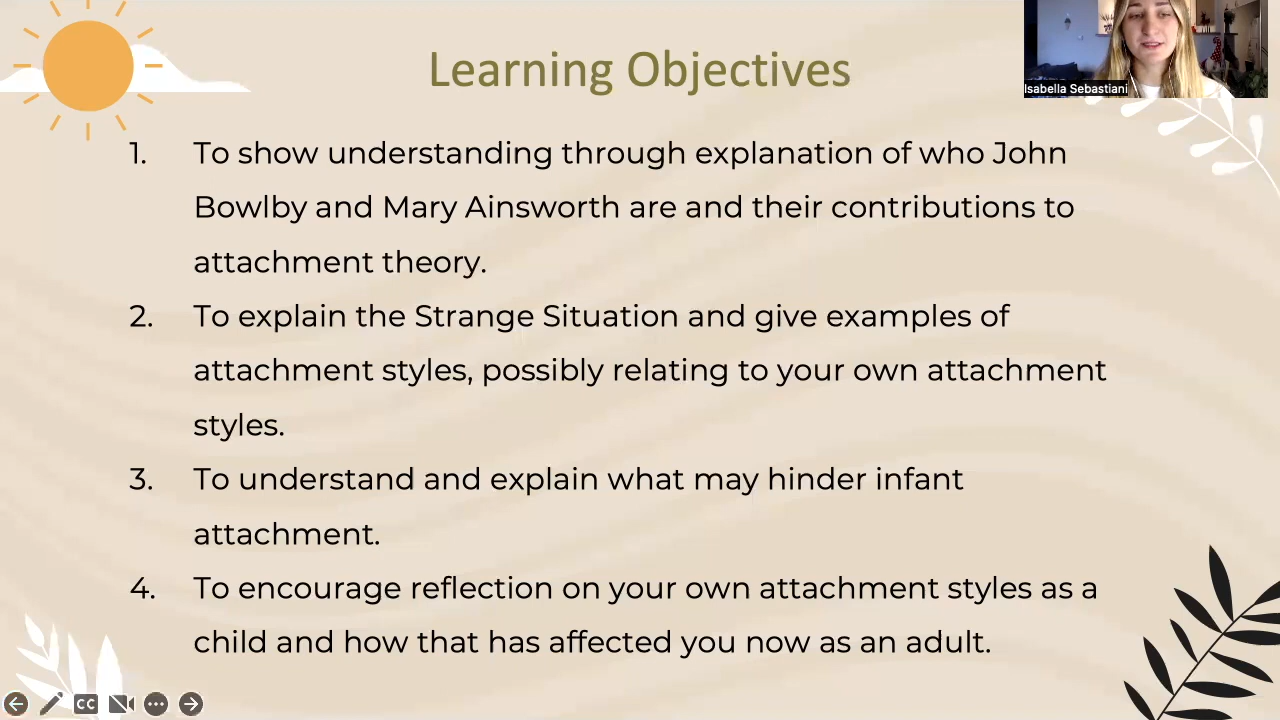 Learning Objectives
Isabella Sebastiani
1. To show understanding through explanation of who John
Bowlby and Mary Ainsworth are and their contributions to
attachment theory.
2. To explain the Strange Situation and give examples of
attachment styles, possibly relating to your own attachment
styles.
3. To understand and explain what may hinder infant
attachment.
4. To encourage reflection on your own attachment styles as a
child and how that has affected you now as an adult.
CC